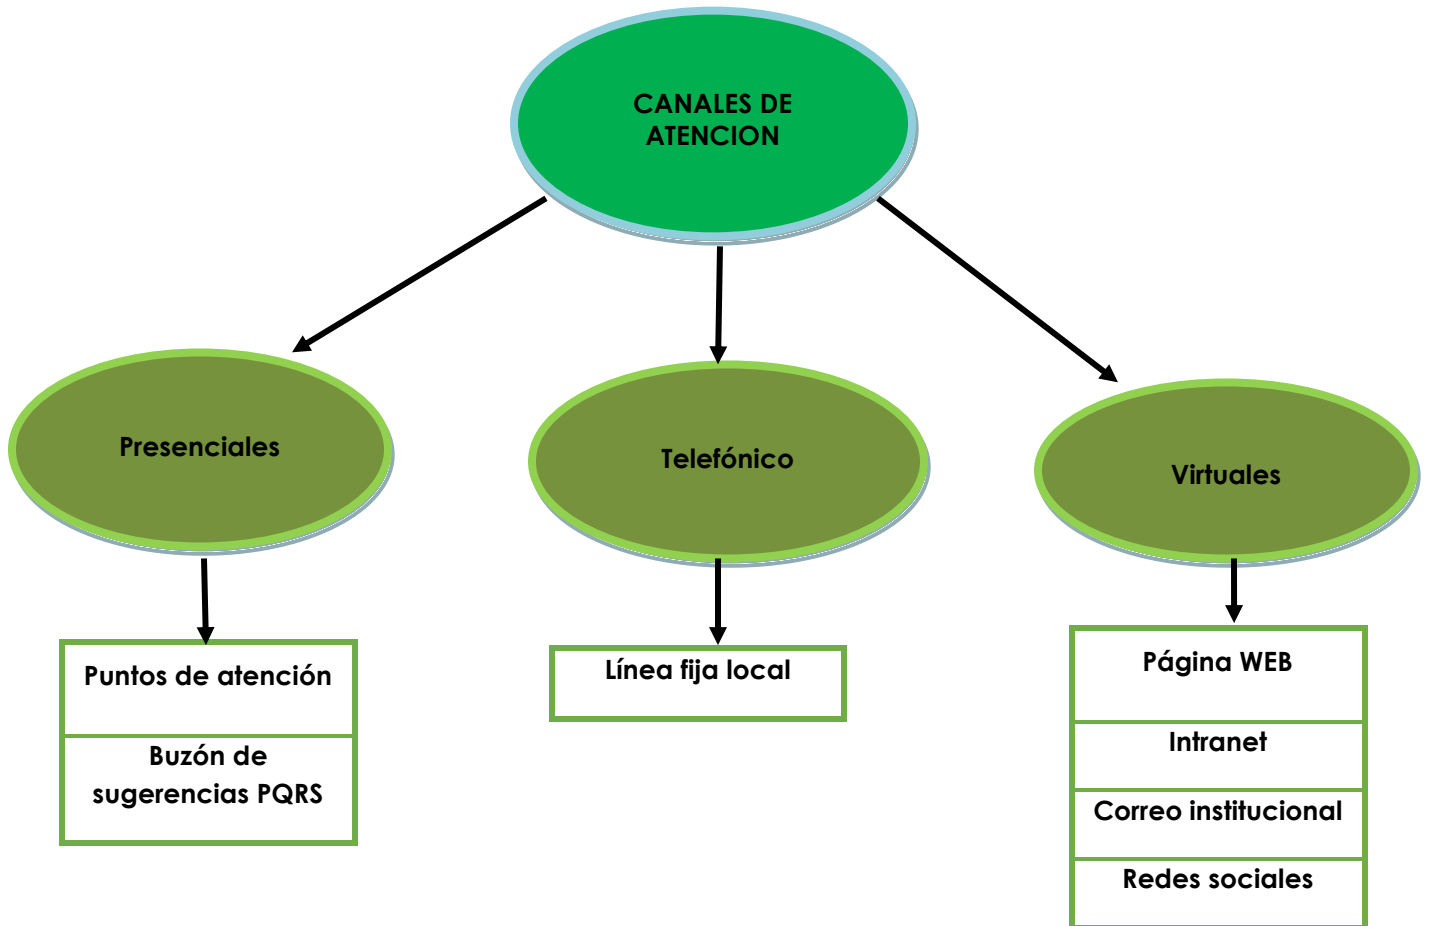 CANALES DE
ATENCION
Presenciales
Telefónico
Virtuales
Puntos de atención
Buzón de
sugerencias PQRS
Línea fija local
Página WEB
Intranet
Correo institucional
Redes sociales